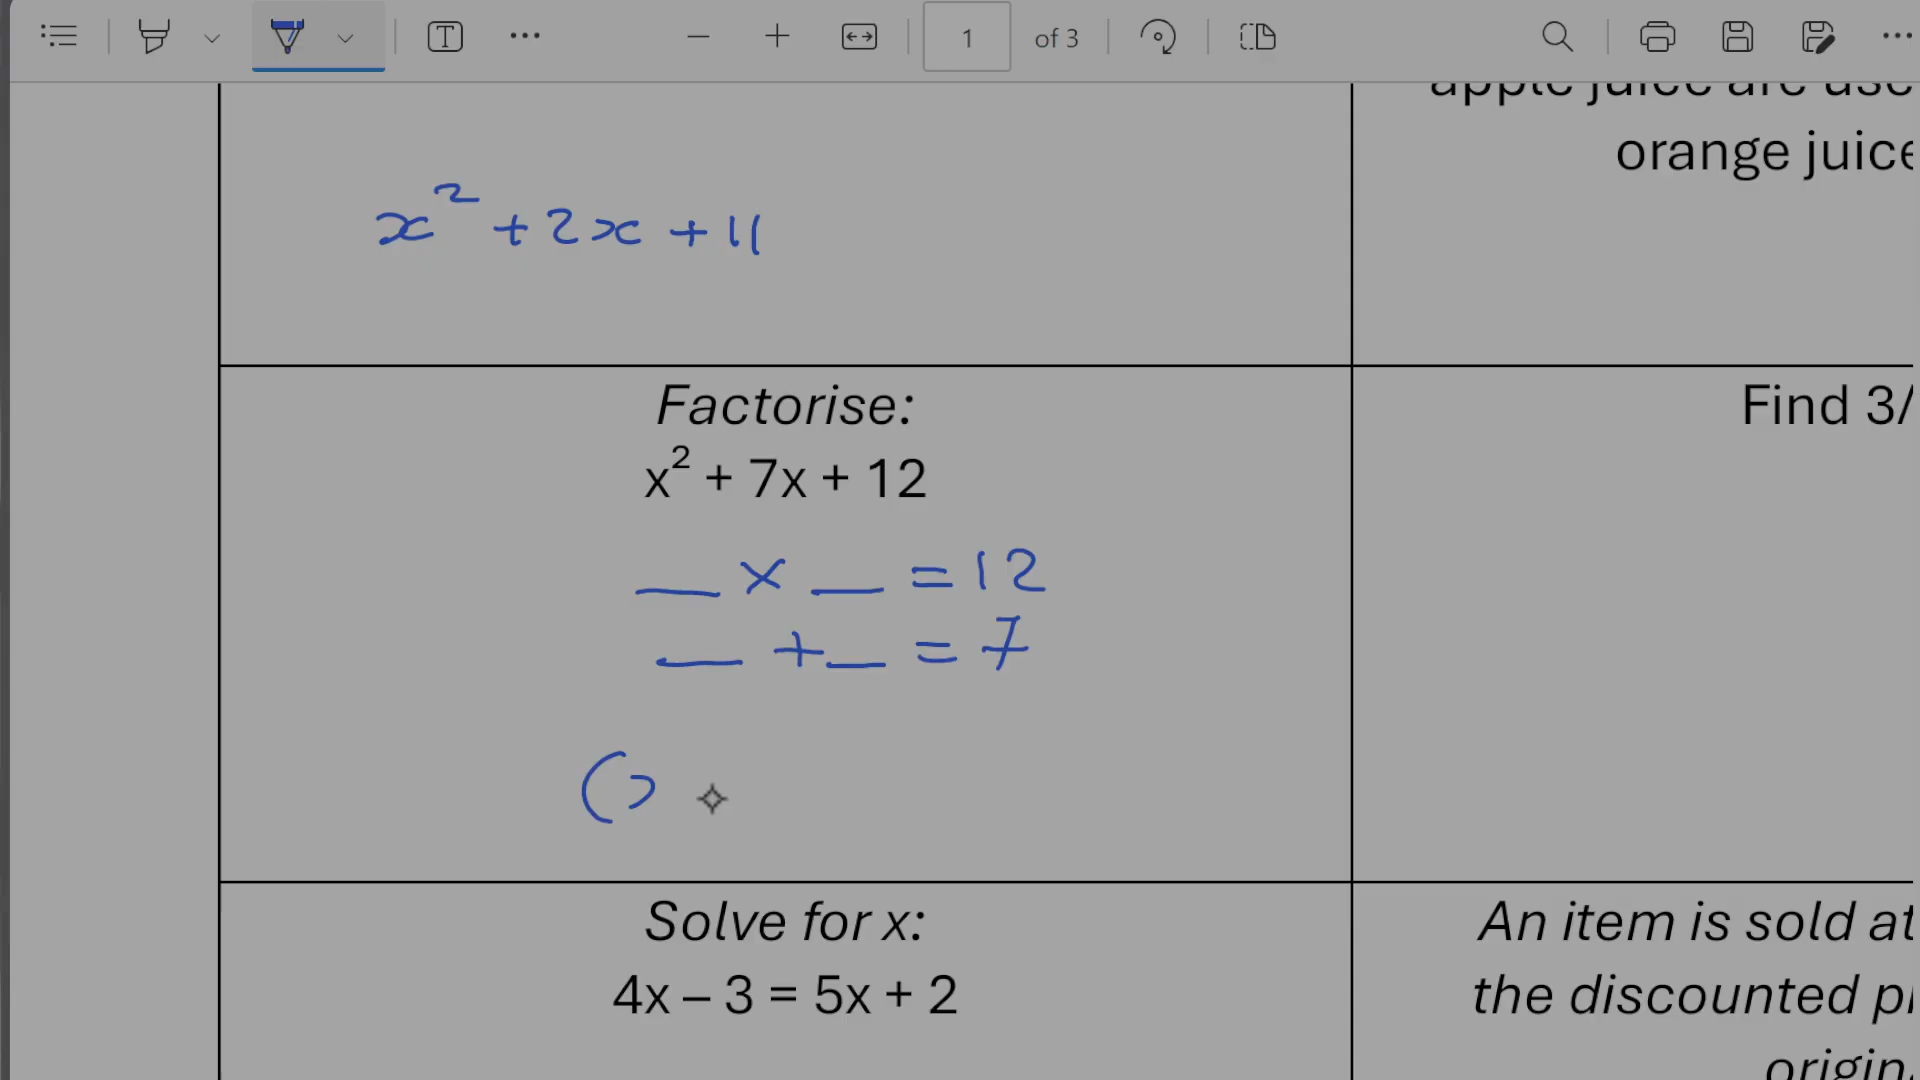 1 of 3
apple juice are use
orange juice
x² + 2x + 11
Factorise:
x² + 7x + 12
__ x __ = 12
__ + __ = 7
(
Find 3/
Solve for x:
4x – 3 = 5x + 2
An item is sold at
the discounted p
origin